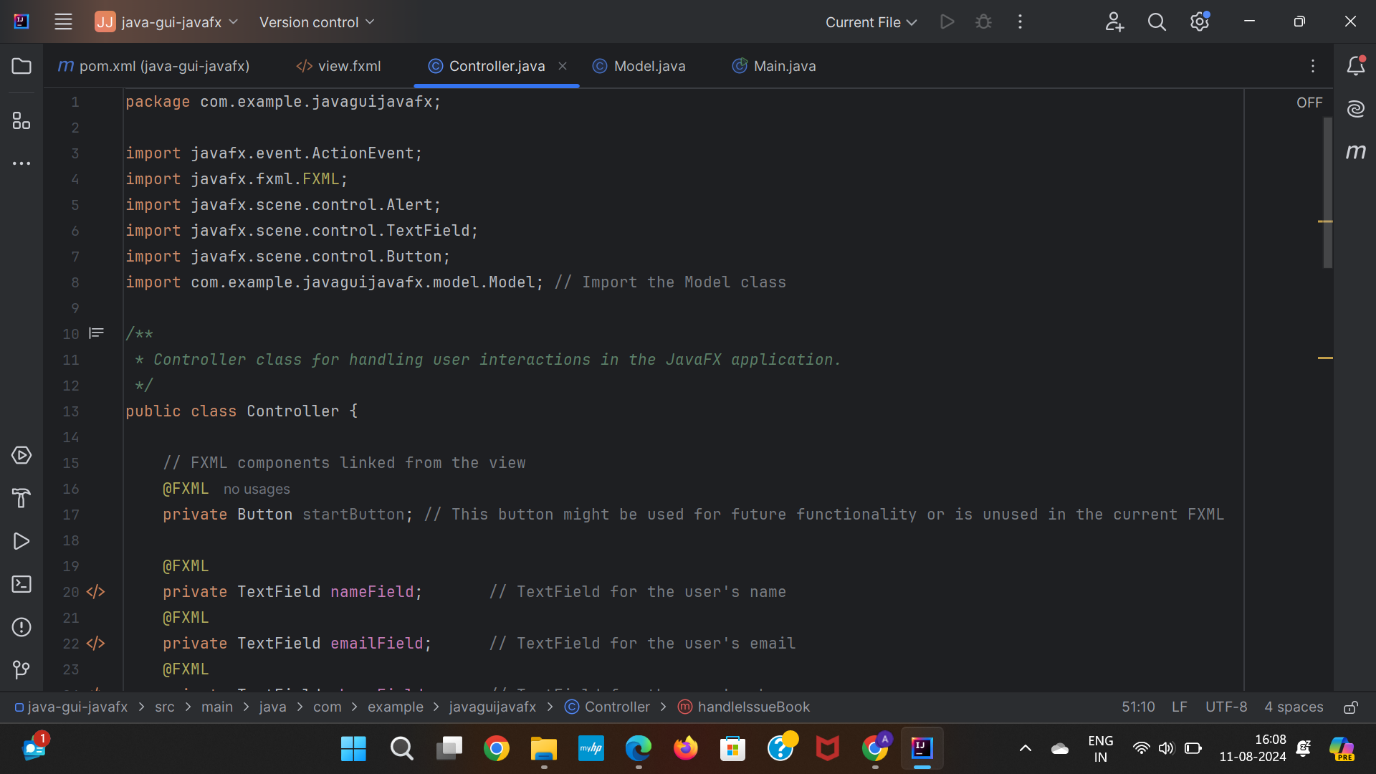 JJ java-gui-javafx Version control Current File
m pom.xml (java-gui-javafx) </> view.fxml Controller.java Model.java Main.java
OFF
1 package com.example.javaguijavafx;
2
3 import javafx.event.ActionEvent;
4 import javafx.fxml.FXML;
5 import javafx.scene.control.Alert;
6 import javafx.scene.control.TextField;
7 import javafx.scene.control.Button;
8 import com.example.javaguijavafx.model.Model; // Import the Model class
9
10 /**
11 * Controller class for handling user interactions in the JavaFX application.
12 */
13 public class Controller {
14
15 // FXML components linked from the view
16 @FXML no usages
17 private Button startButton; // This button might be used for future functionality or is unused in the current FXML
18
19 @FXML
20 </> private TextField nameField; // TextField for the user's name
21 @FXML
22 </> private TextField emailField; // TextField for the user's email
23 @FXML
java-gui-javafx > src > main > java > com > example > javaguijavafx > Controller > handleIssueBook 51:10 LF UTF-8 4 spaces
1 myhp A ENG IN 16:08 11-08-2024 PRE